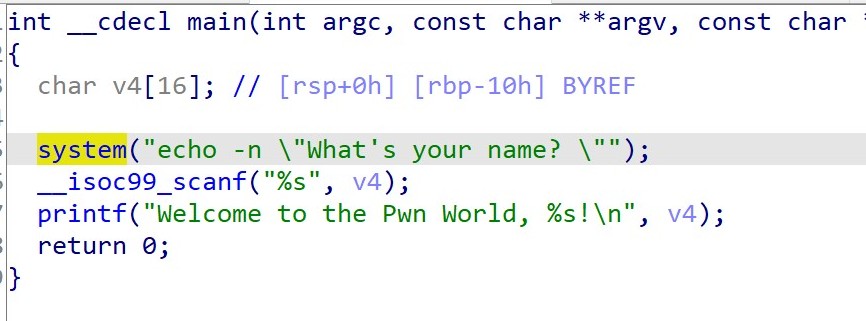 int __cdecl main(int argc, const char **argv, const char *
{
char v4[16]; // [rsp+0h] [rbp-10h] BYREF
system("echo -n \"What's your name? \"");
__isoc99_scanf("%s", v4);
printf("Welcome to the Pwn World, %s!\n", v4);
return 0;
}